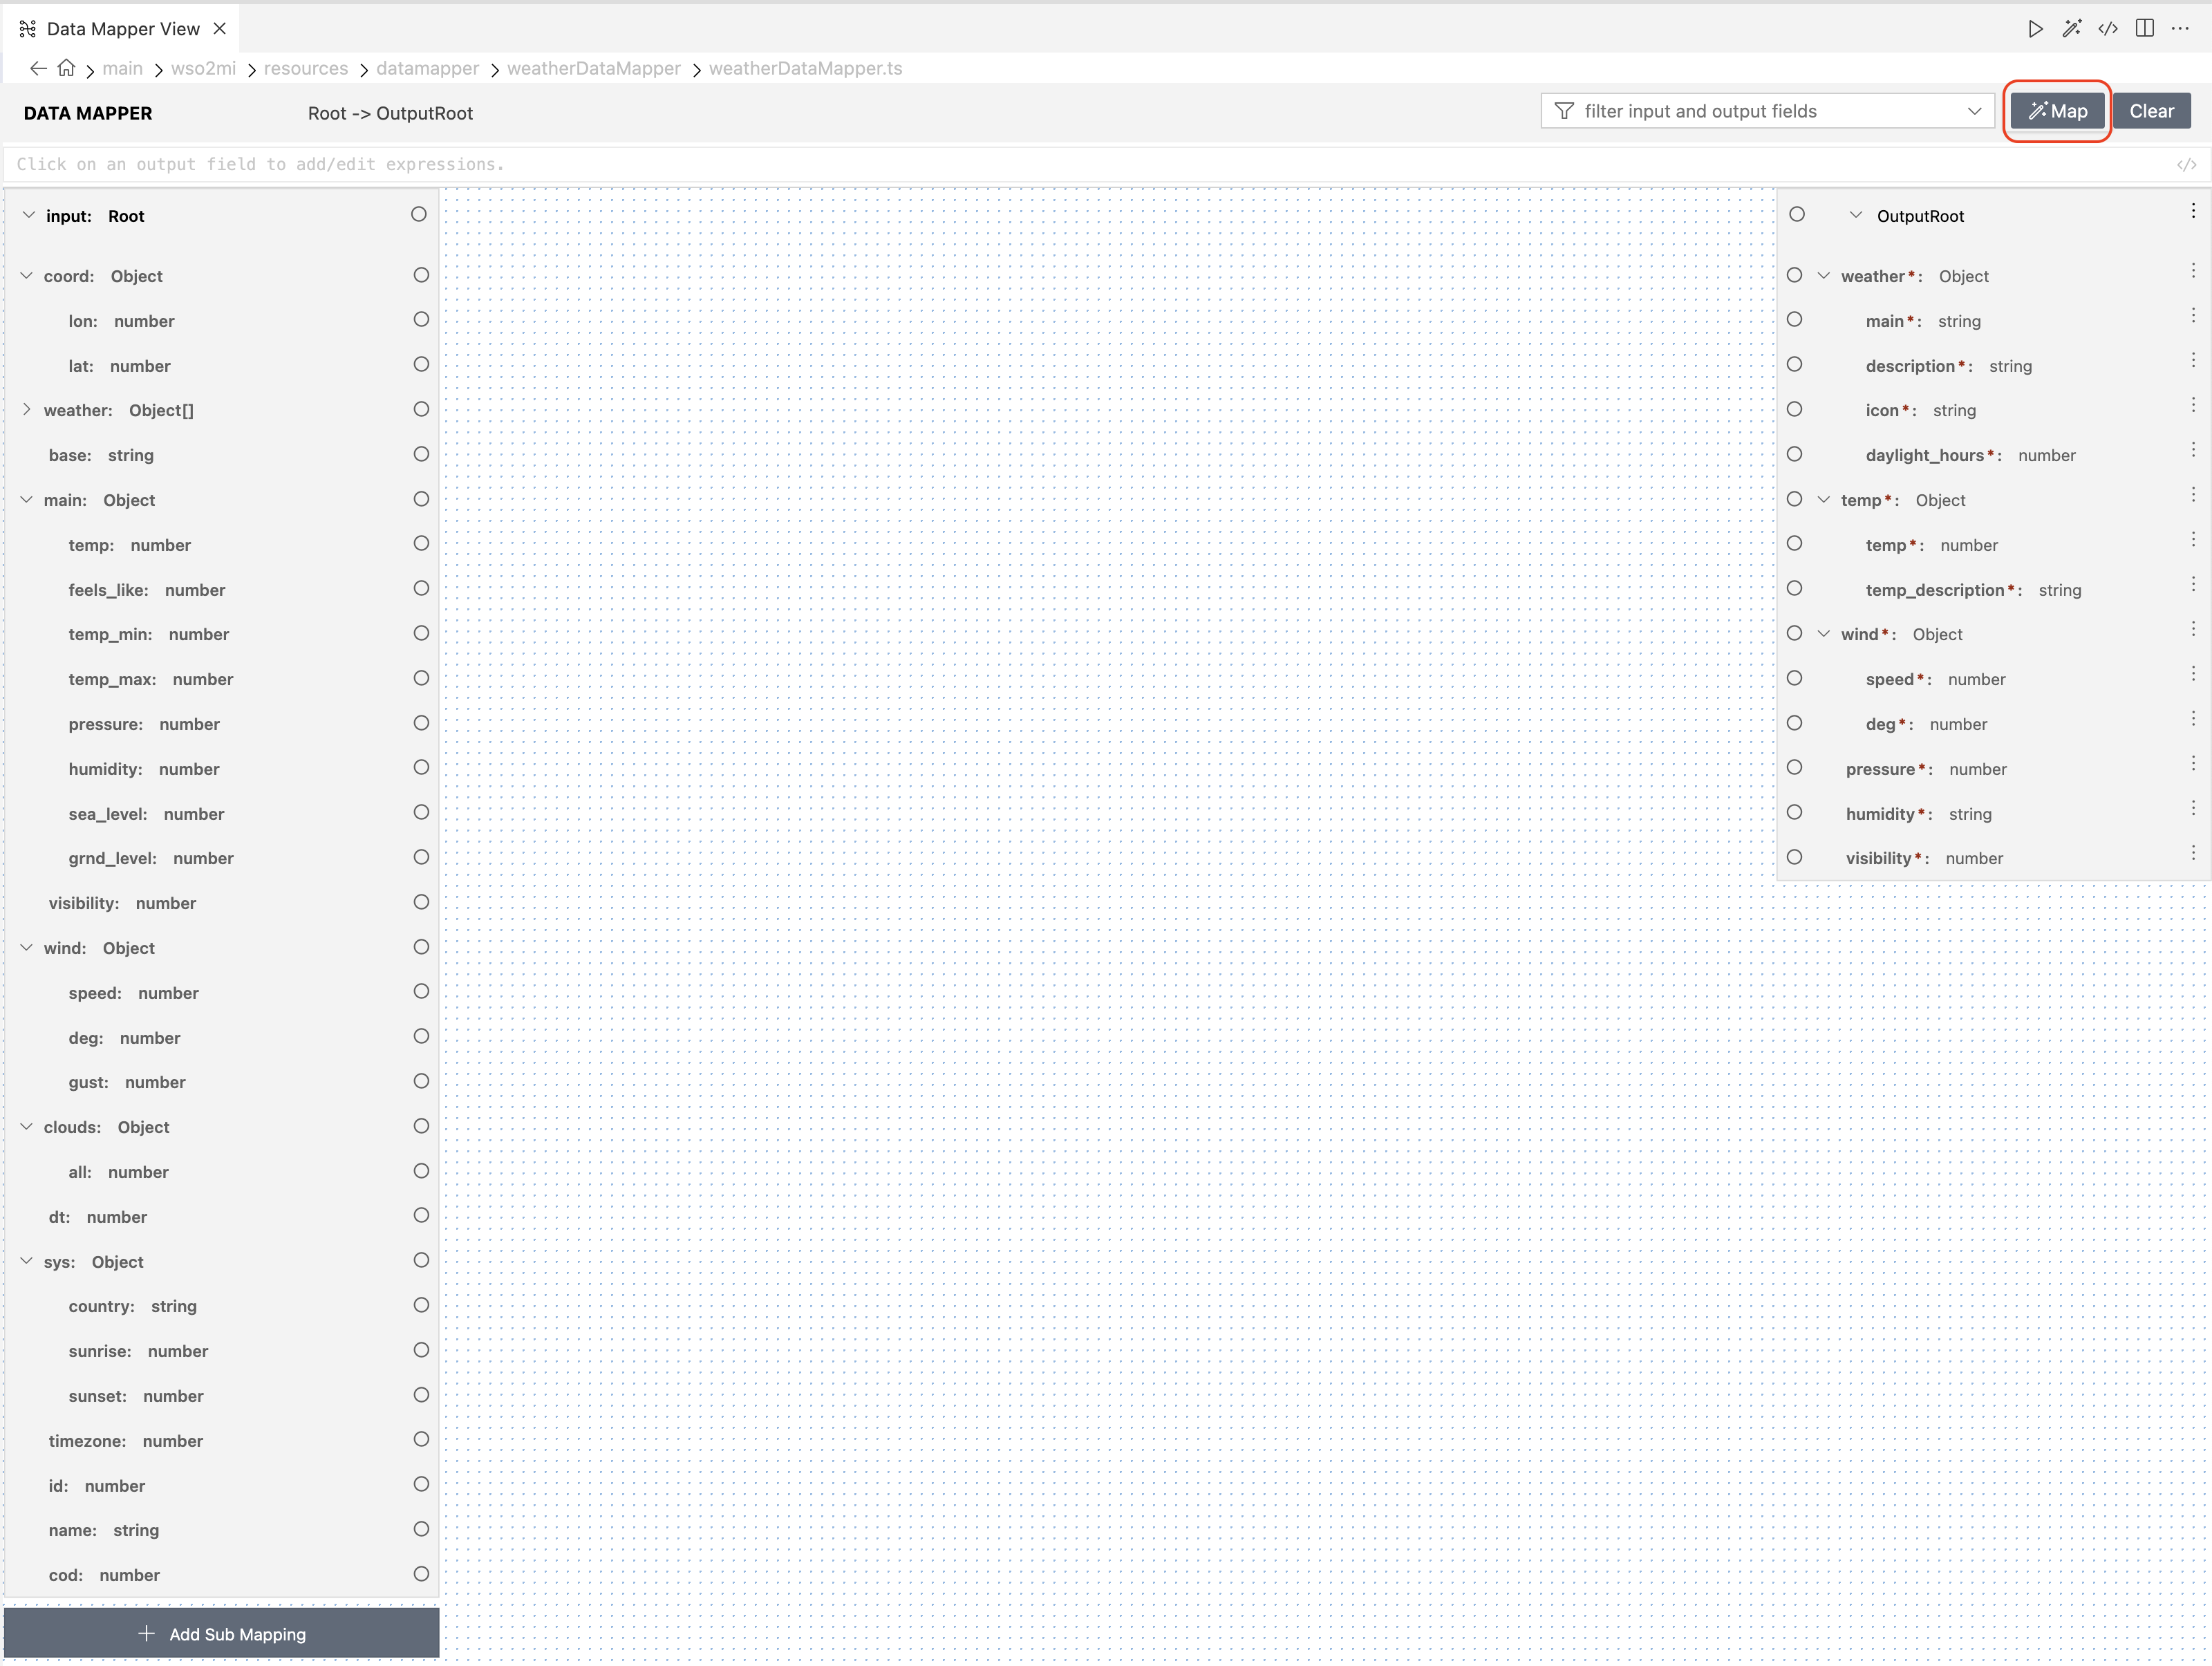 Data Mapper View
main wso2mi resources datamapper weatherDataMapper weatherDataMapper.ts
DATA MAPPER Root -> OutputRoot filter input and output fields Map Clear
Click on an output field to add/edit expressions.
input: Root
coord: Object
lon: number
lat: number
weather: Object[]
base: string
main: Object
temp: number
feels_like: number
temp_min: number
temp_max: number
pressure: number
humidity: number
sea_level: number
grnd_level: number
visibility: number
wind: Object
speed: number
deg: number
gust: number
clouds: Object
all: number
dt: number
sys: Object
country: string
sunrise: number
sunset: number
timezone: number
id: number
name: string
cod: number
Add Sub Mapping
OutputRoot
weather*: Object
main*: string
description*: string
icon*: string
daylight_hours*: number
temp*: Object
temp*: number
temp_description*: string
wind*: Object
speed*: number
deg*: number
pressure*: number
humidity*: string
visibility*: number